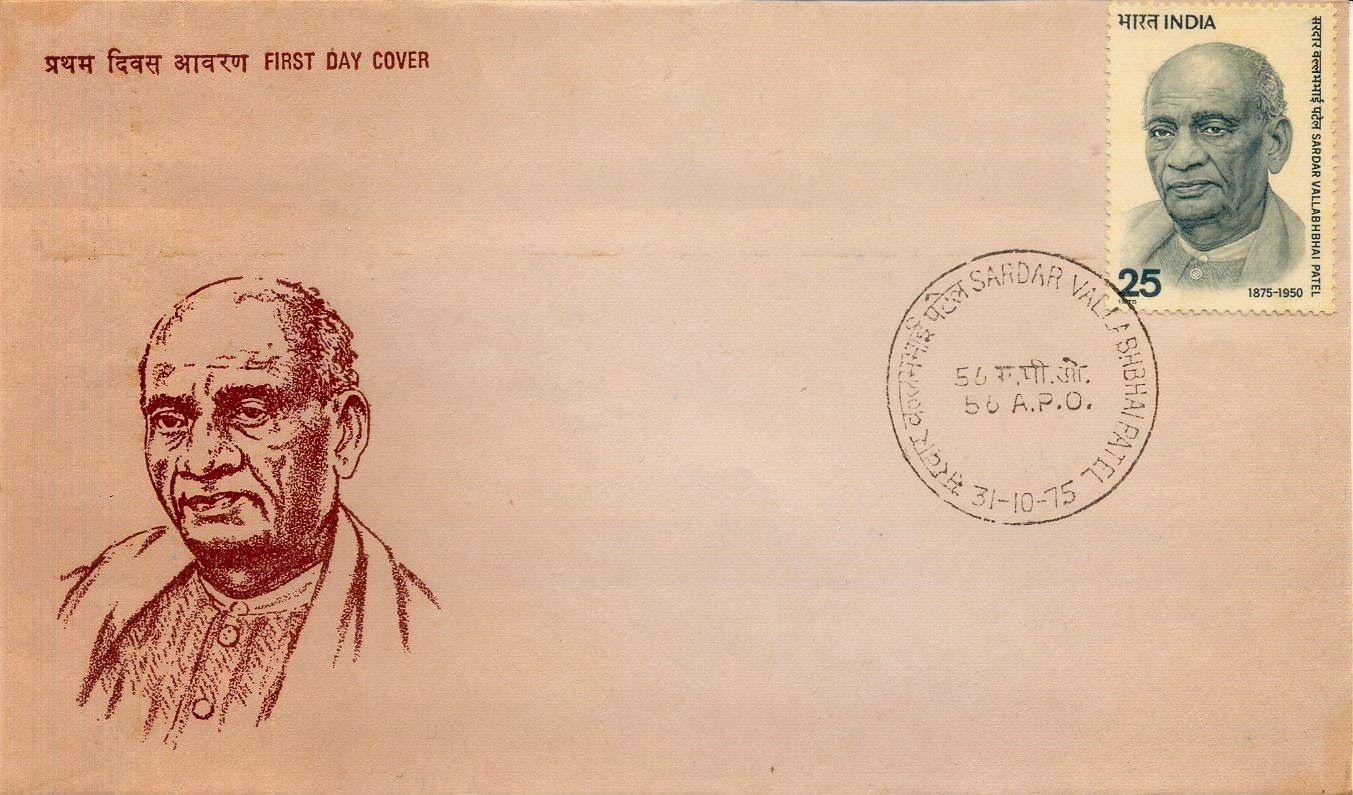 प्रथम दिवस आवरण FIRST DAY COVER
भारत INDIA
सरदार वल्लभभाई पटेल SARDAR VALLABHBHAI PATEL
25
1975
1875-1950
सरदार वल्लभभाई पटेल SARDAR VALLABHBHAI PATEL
56 ए.पी.ओ.
56 A.P.O.
31-10-75